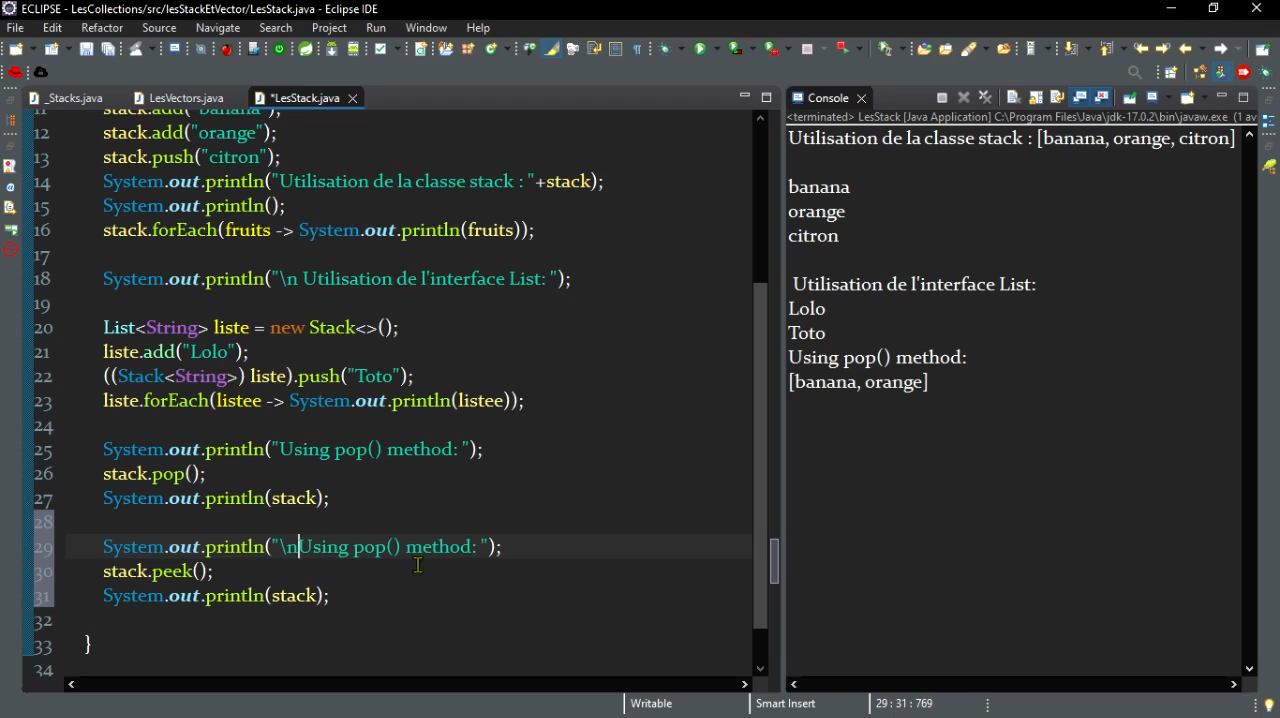 ECLIPSE - LesCollections/src/lesStackEtVector/LesStack.java - Eclipse IDE
File Edit Refactor Source Navigate Search Project Run Window Help
_Stacks.java LesVectors.java *LesStack.java Console
<terminated> LesStack [Java Application] C:\Program Files\Java\jdk-17.0.2\bin\javaw.exe (1 av
11 stack.add("banana");
12 stack.add("orange");
13 stack.push("citron");
14 System.out.println("Utilisation de la classe stack : "+stack);
15 System.out.println();
16 stack.forEach(fruits -> System.out.println(fruits));
17
18 System.out.println("\n Utilisation de l'interface List: ");
19
20 List<String> liste = new Stack<>();
21 liste.add("Lolo");
22 ((Stack<String>) liste).push("Toto");
23 liste.forEach(listee -> System.out.println(listee));
24
25 System.out.println("Using pop() method: ");
26 stack.pop();
27 System.out.println(stack);
28
29 System.out.println("\nUsing pop() method: ");
30 stack.peek();
31 System.out.println(stack);
32
33 }
34
Utilisation de la classe stack : [banana, orange, citron]
banana
orange
citron
Utilisation de l'interface List:
Lolo
Toto
Using pop() method:
[banana, orange]
Writable Smart Insert 29 : 31 : 769